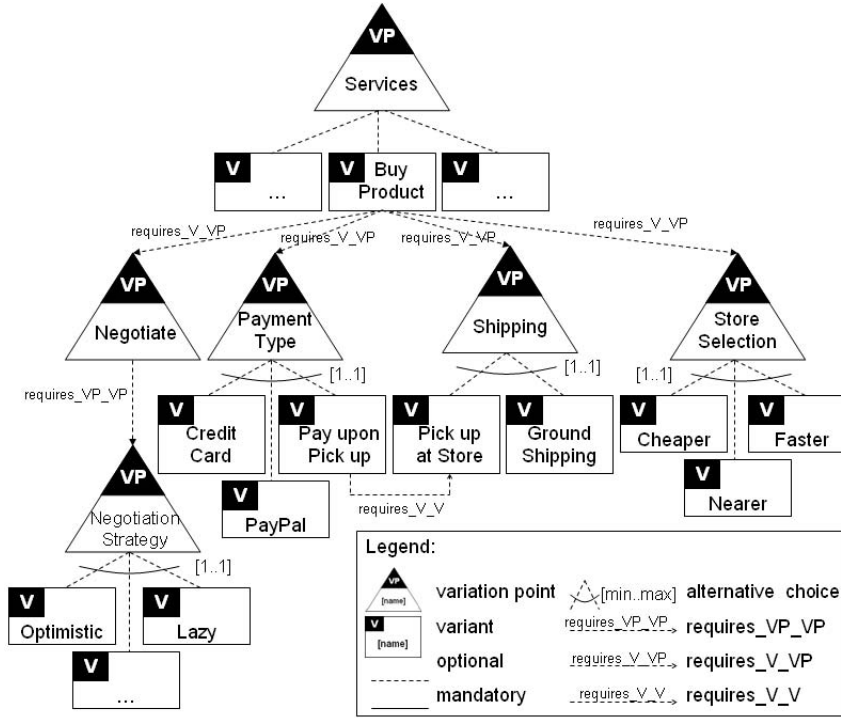 VP
Services
V
...
V
Buy
Product
V
...
requires_V_VP
requires_V_VP
requires_V_VP
requires_V_VP
VP
Negotiate
VP
Payment
Type
VP
Shipping
VP
Store
Selection
requires_VP_VP
[1..1]
[1..1]
[1..1]
V
Credit
Card
V
Pay upon
Pick up
V
Pick up
at Store
V
Ground
Shipping
V
Cheaper
V
Faster
V
PayPal
V
Nearer
requires_V_V
VP
Negotiation
Strategy
[1..1]
V
Optimistic
V
Lazy
V
...
Legend:
VP
[name]
variation point
[min..max] alternative choice
V
[name]
variant
requires_VP_VP requires_VP_VP
optional
requires_V_VP requires_V_VP
mandatory
requires_V_V requires_V_V